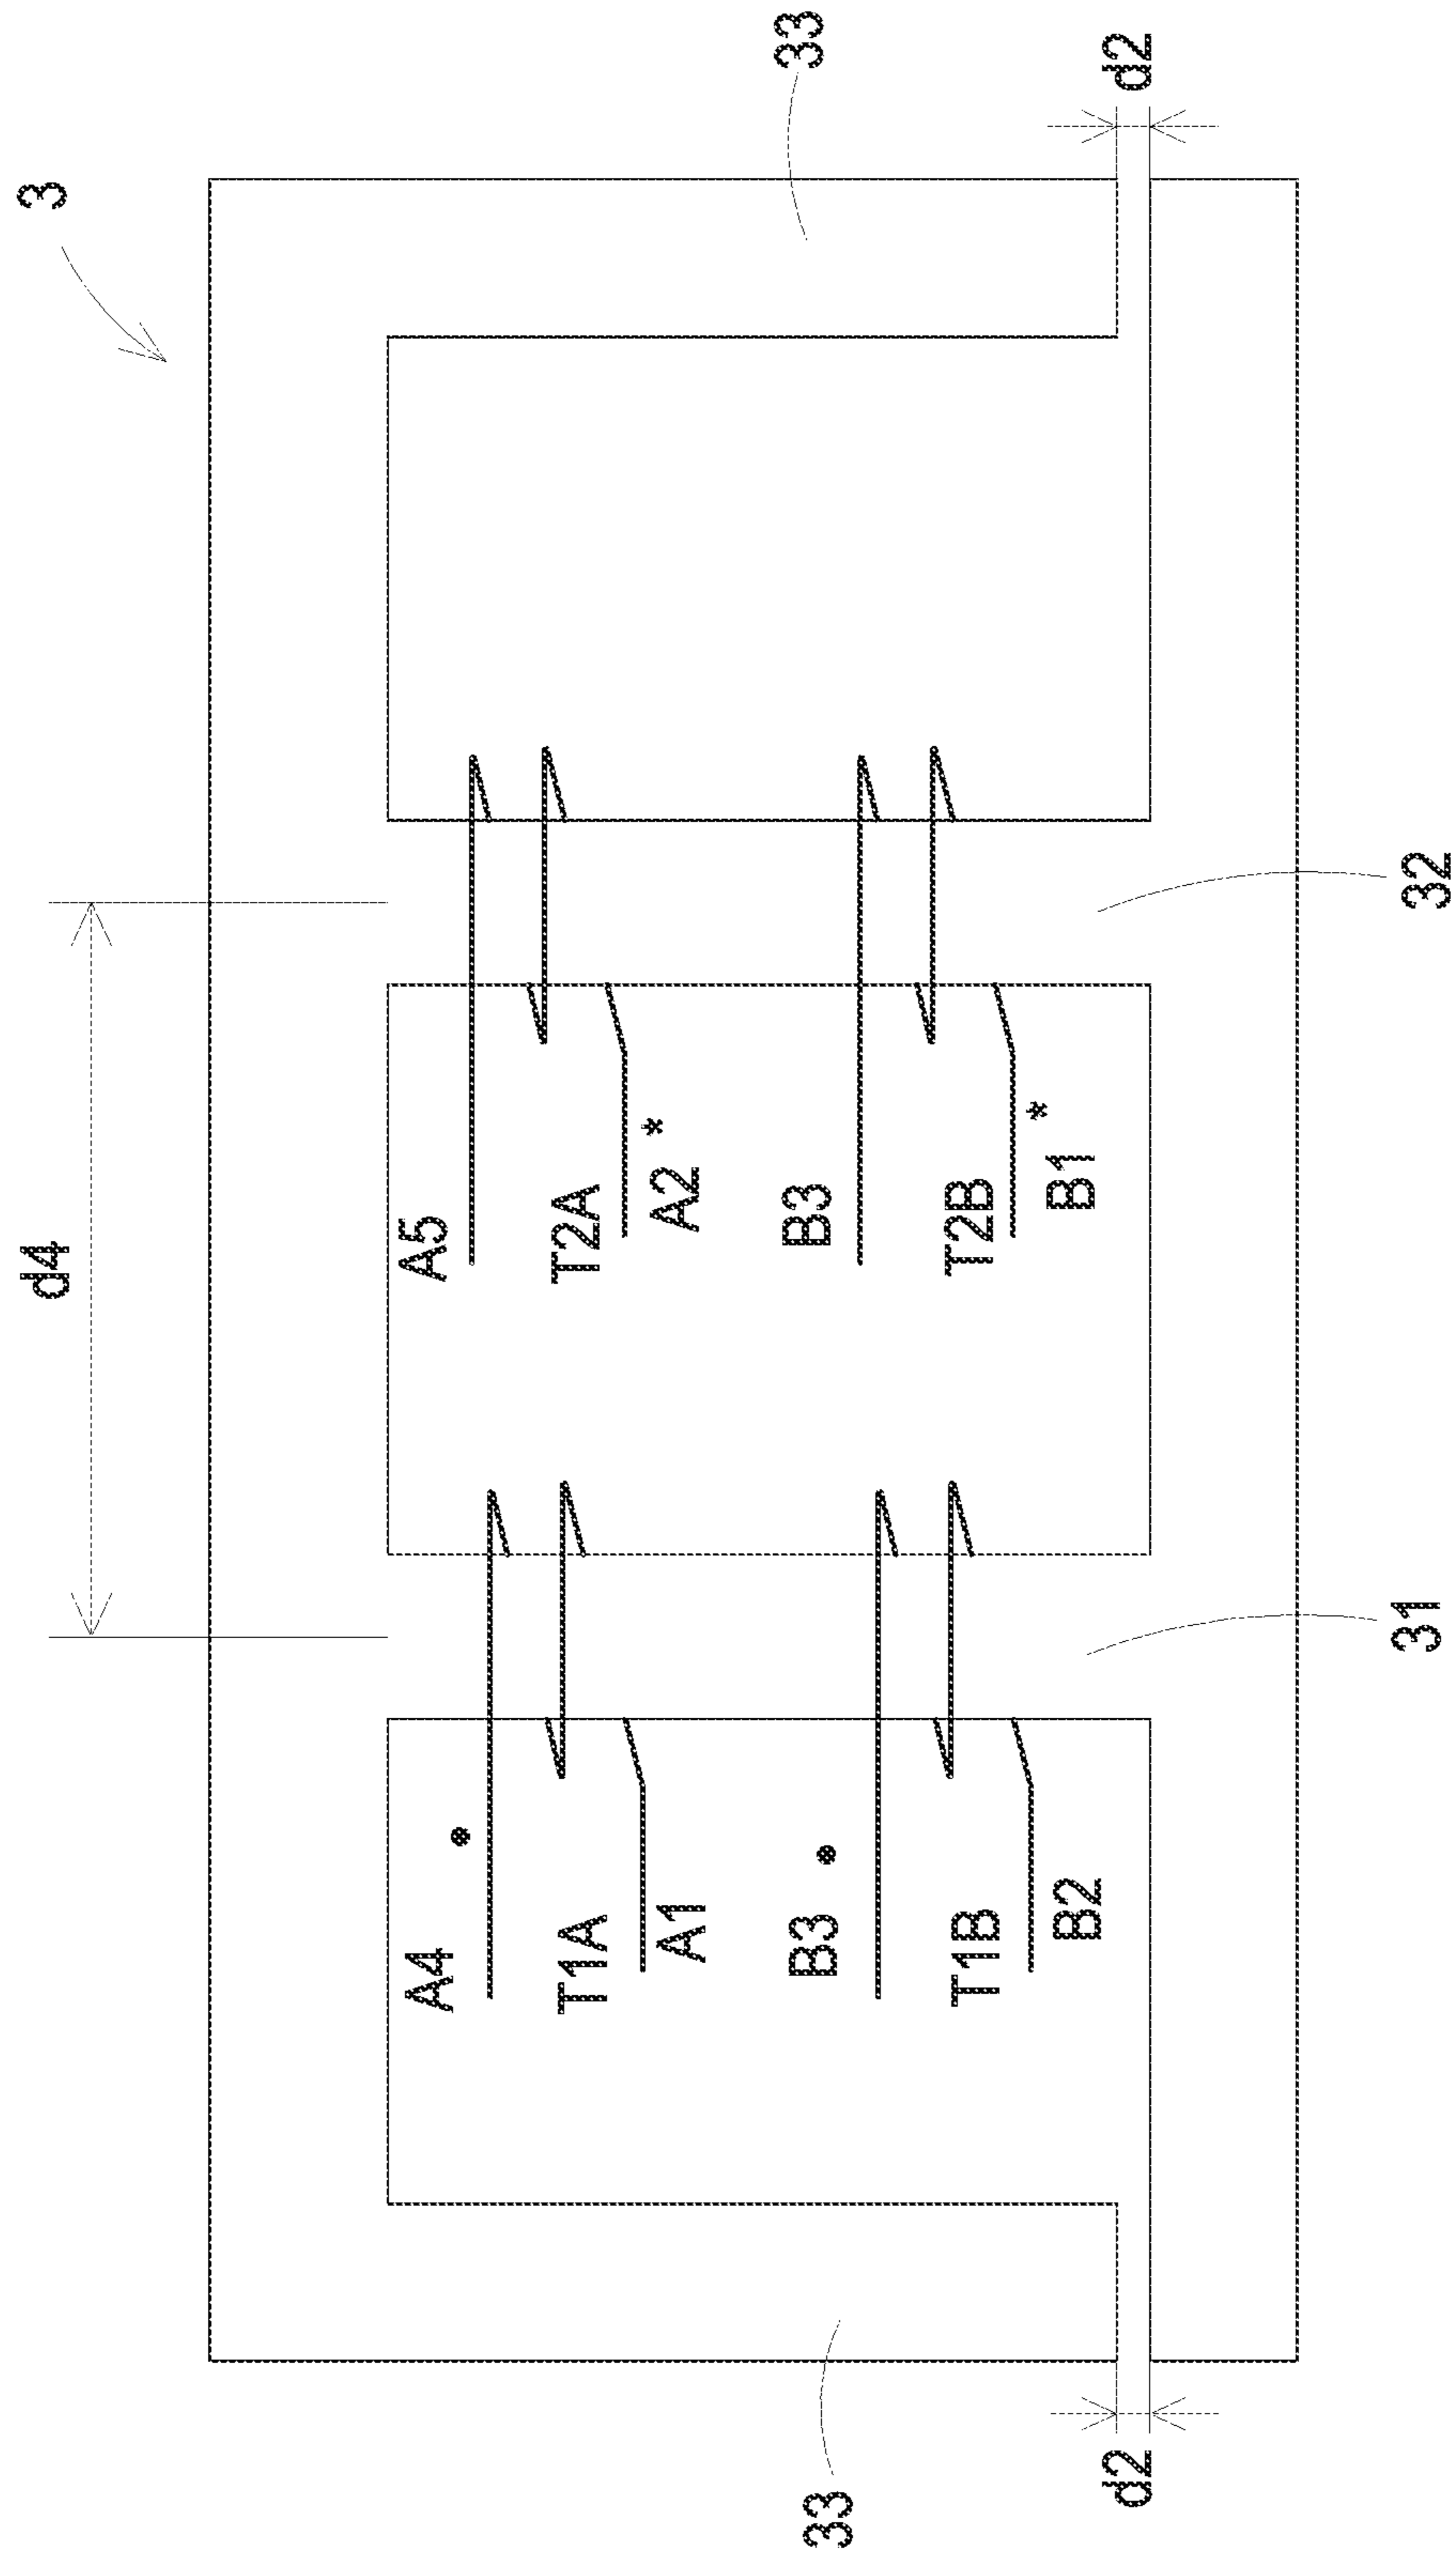 d4
3
A4 •
A5
T1A
T2A
A1
A2 *
33
B3 •
B3
33
T1B
T2B
B2
B1 *
d2
d2
31
32